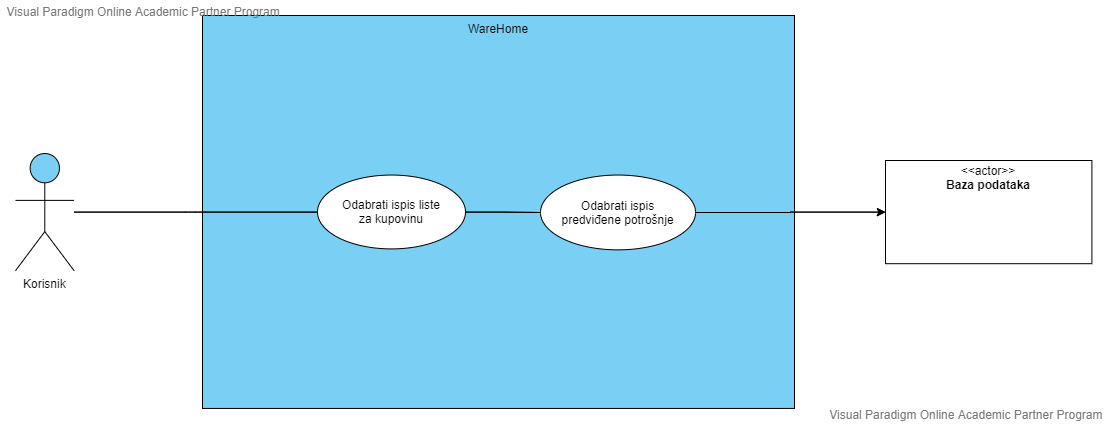 Visual Paradigm Online Academic Partner Program
WareHome
<<actor>>
Baza podataka
Odabrati ispis liste
za kupovinu
Odabrati ispis
predviđene potrošnje
Korisnik
Visual Paradigm Online Academic Partner Program